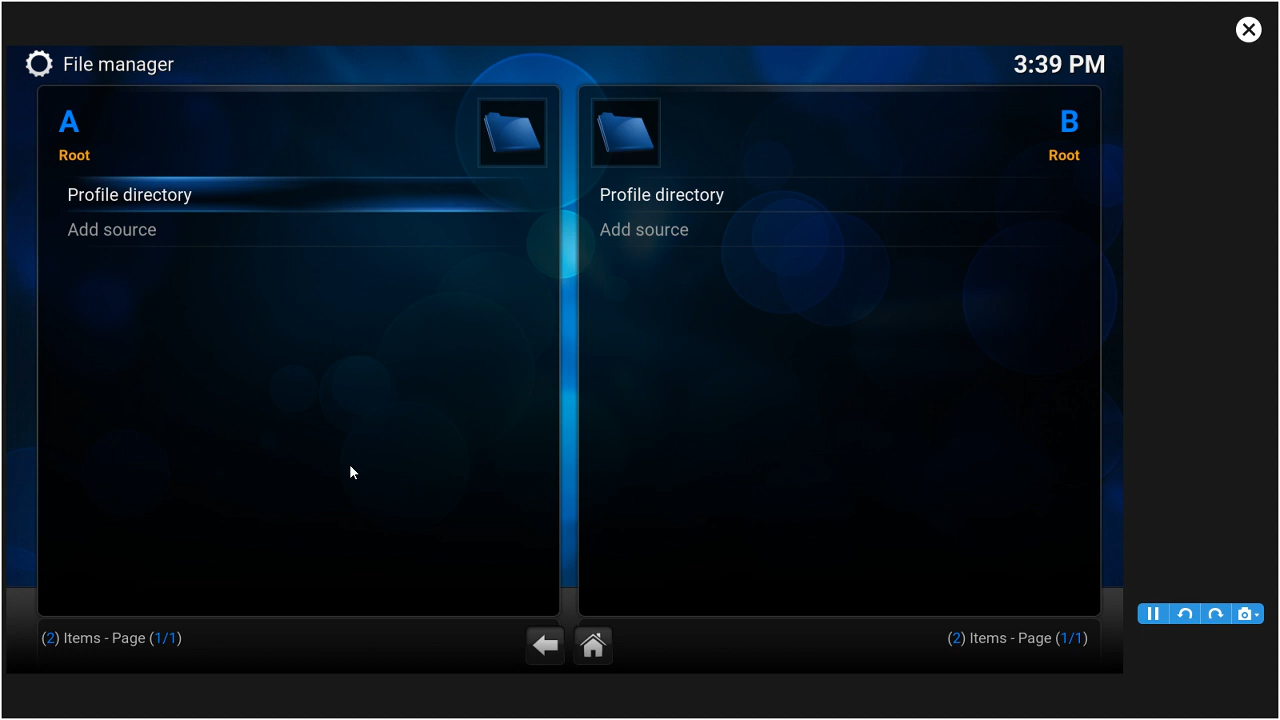 File manager
3:39 PM
A
Root
Profile directory
Add source
B
Root
Profile directory
Add source
(2) Items - Page (1/1)
(2) Items - Page (1/1)